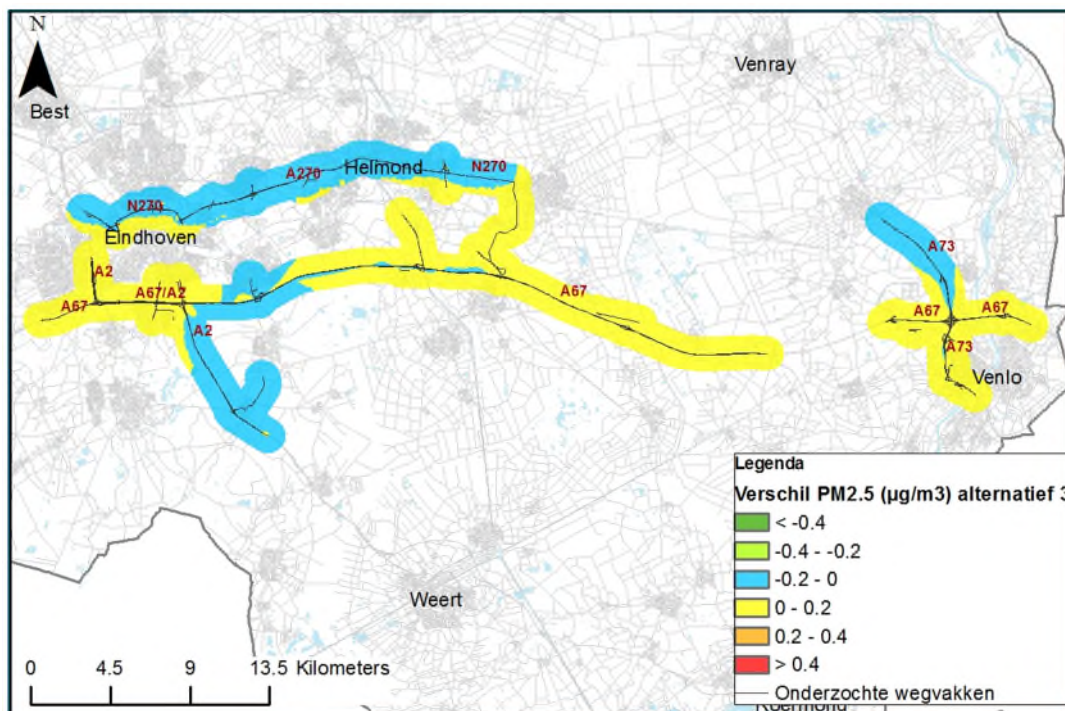 N
Best
Venray
N270
A270
Helmond
N270
Eindhoven
A2
A67
A67/A2
A2
A67
A73
A67
A67
A73
Venlo
Weert
0 4.5 9 13.5 Kilometers
Legenda
Verschil PM2.5 (µg/m3) alternatief 3
< -0.4
-0.4 - -0.2
-0.2 - 0
0 - 0.2
0.2 - 0.4
> 0.4
Onderzochte wegvakken